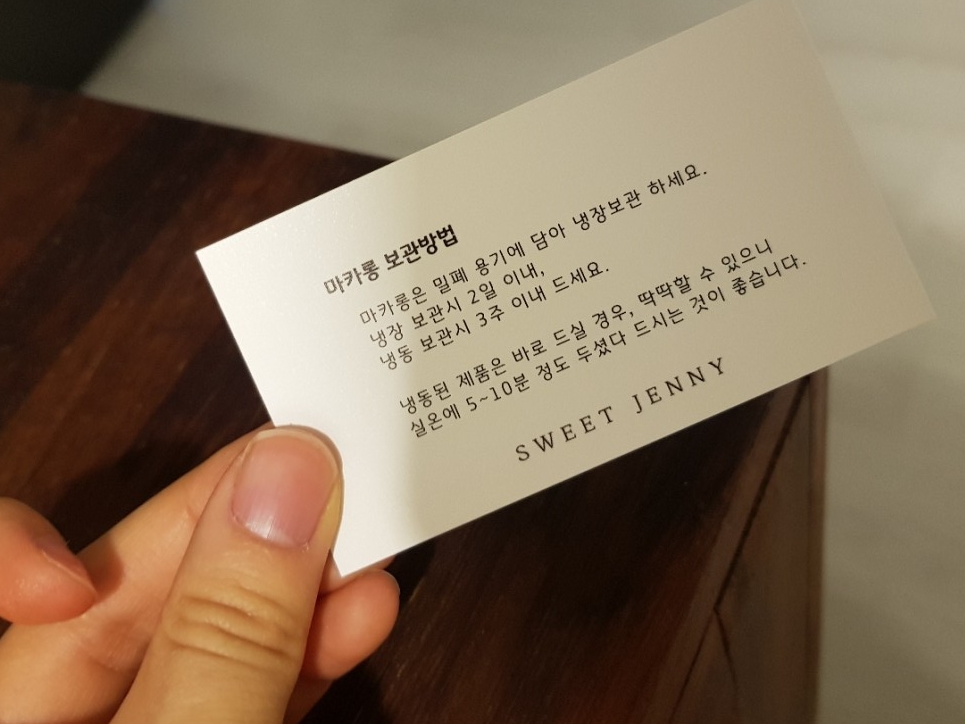 마카롱 보관방법
마카롱은 밀폐 용기에 담아 냉장보관 하세요.
냉장 보관시 2일 이내,
냉동 보관시 3주 이내 드세요.
냉동된 제품은 바로 드실 경우, 딱딱할 수 있으니
실온에 5~10분 정도 두셨다 드시는 것이 좋습니다.
SWEET JENNY